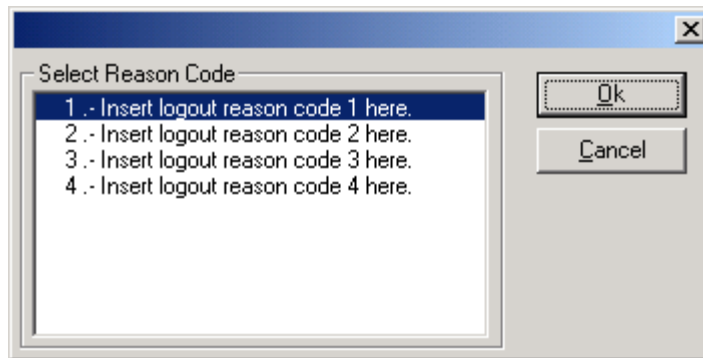 Select Reason Code
1 .- Insert logout reason code 1 here.
2 .- Insert logout reason code 2 here.
3 .- Insert logout reason code 3 here.
4 .- Insert logout reason code 4 here.
Ok
Cancel